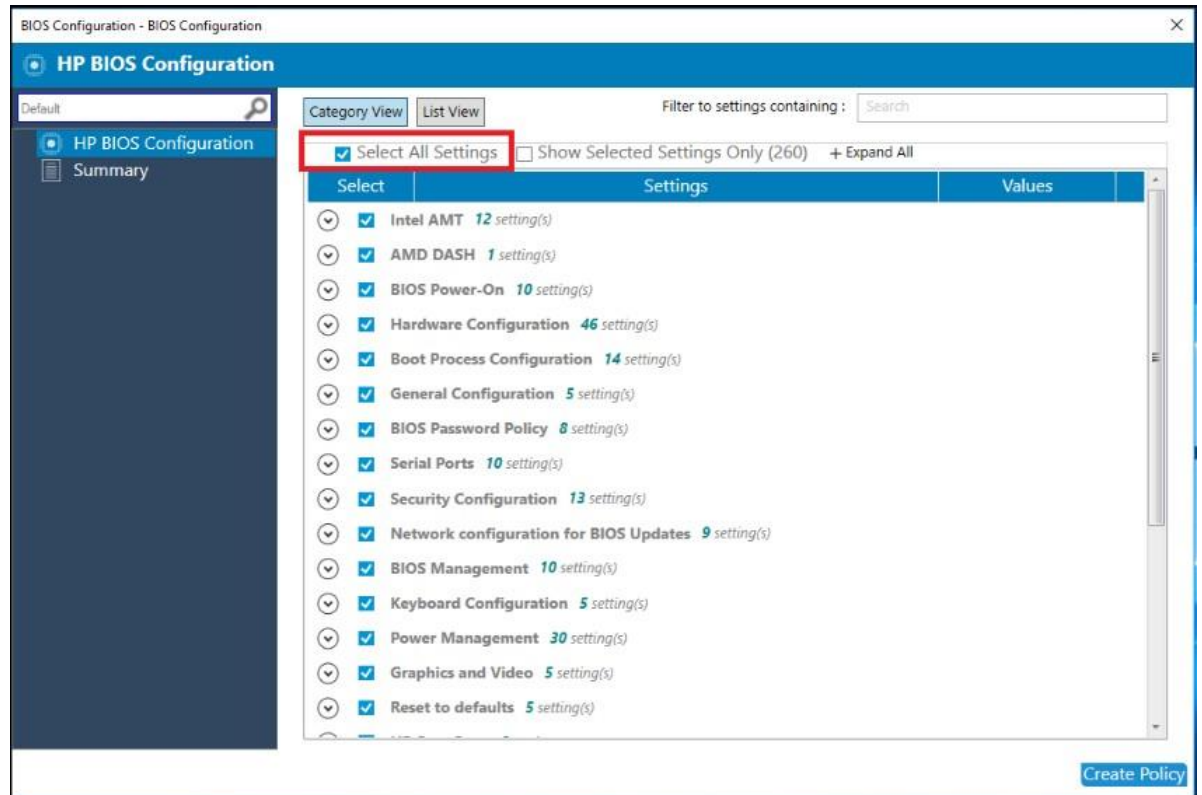 BIOS Configuration - BIOS Configuration
HP BIOS Configuration
Default
HP BIOS Configuration
Summary
Category View List View Filter to settings containing : Search
Select All Settings Show Selected Settings Only (260) + Expand All
Select Settings Values
Intel AMT 12 setting(s)
AMD DASH 1 setting(s)
BIOS Power-On 10 setting(s)
Hardware Configuration 46 setting(s)
Boot Process Configuration 14 setting(s)
General Configuration 5 setting(s)
BIOS Password Policy 8 setting(s)
Serial Ports 10 setting(s)
Security Configuration 13 setting(s)
Network configuration for BIOS Updates 9 setting(s)
BIOS Management 10 setting(s)
Keyboard Configuration 5 setting(s)
Power Management 30 setting(s)
Graphics and Video 5 setting(s)
Reset to defaults 5 setting(s)
Create Policy